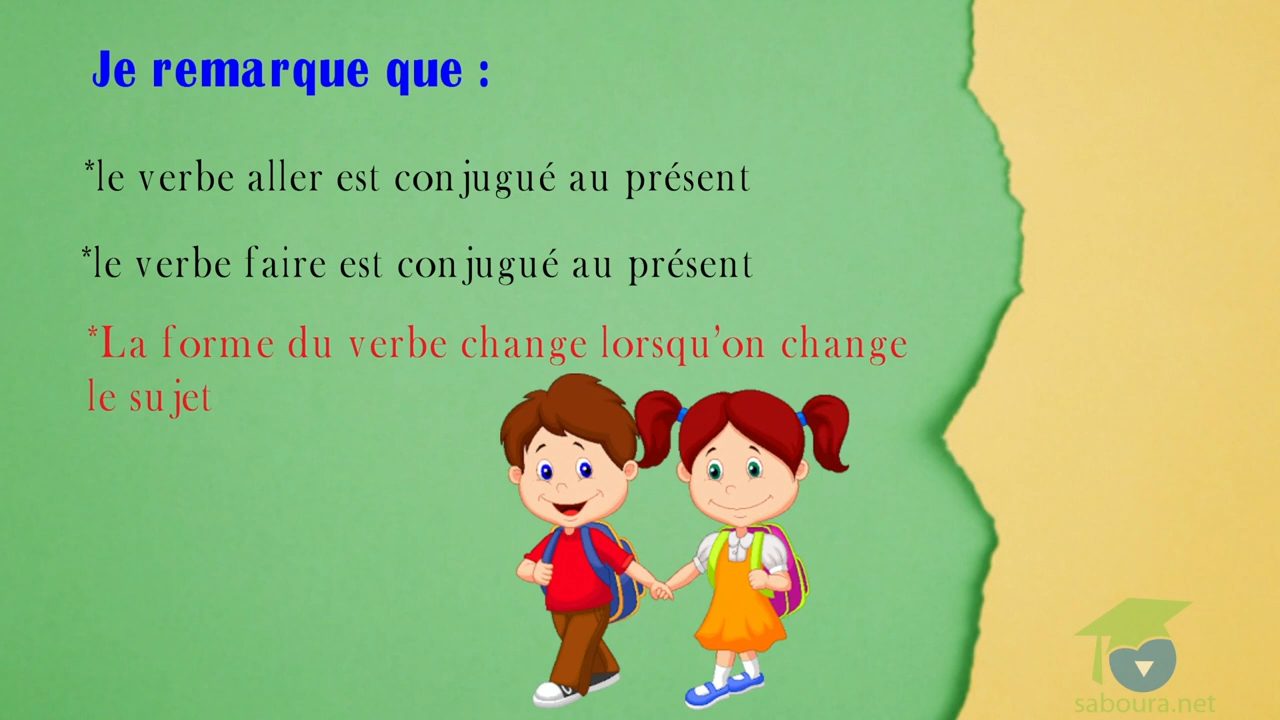 Je remarque que :
*le verbe aller est conjugué au présent
*le verbe faire est conjugué au présent
*La forme du verbe change lorsqu'on change
le sujet
saboura.net